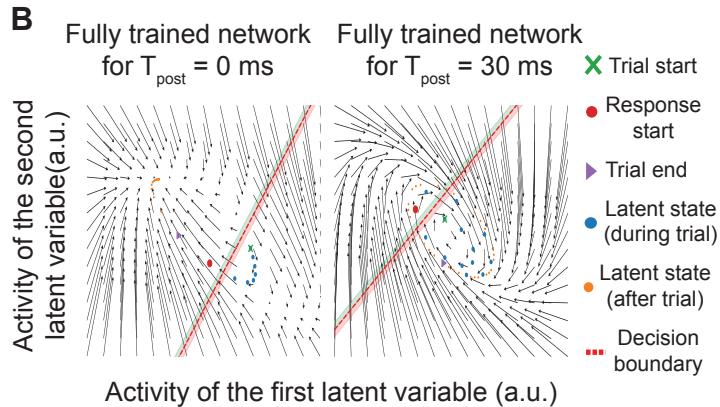 B
Fully trained network
for T_post = 0 ms
Fully trained network
for T_post = 30 ms
Activity of the second
latent variable(a.u.)
Activity of the first latent variable (a.u.)
Trial start
Response
start
Trial end
Latent state
(during trial)
Latent state
(after trial)
Decision
boundary